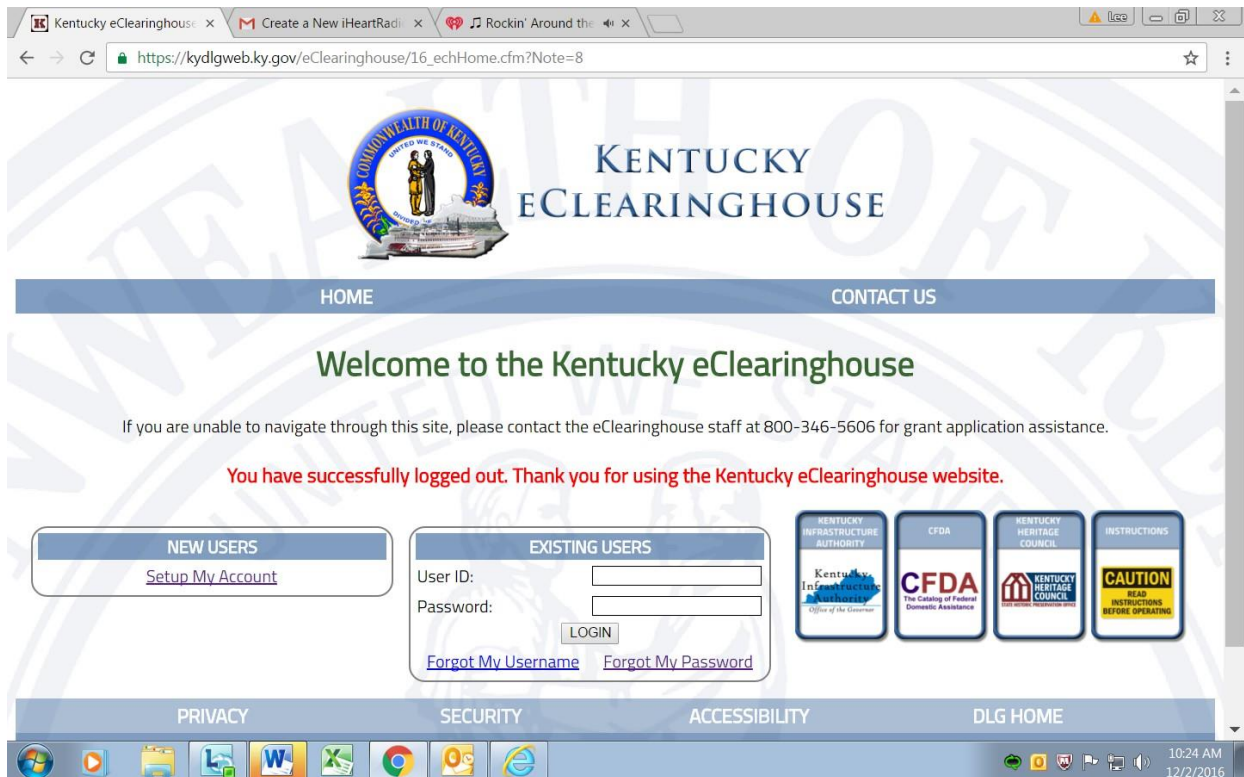 Kentucky eClearinghouse
Create a New iHeartRadi
Rockin' Around the
Lee
https://kydlgweb.ky.gov/eClearinghouse/16_echHome.cfm?Note=8
COMMONWEALTH OF KENTUCKY
UNITED WE STAND
DIVIDED WE
KENTUCKY
ECLEARINGHOUSE
HOME
CONTACT US
Welcome to the Kentucky eClearinghouse
If you are unable to navigate through this site, please contact the eClearinghouse staff at 800-346-5606 for grant application assistance.
You have successfully logged out. Thank you for using the Kentucky eClearinghouse website.
NEW USERS
Setup My Account
EXISTING USERS
User ID:
Password:
LOGIN
Forgot My Username Forgot My Password
KENTUCKY
INFRASTRUCTURE
AUTHORITY
Kentucky
Infrastructure
Authority
Office of the Governor
CFDA
CFDA
The Catalog of Federal
Domestic Assistance
KENTUCKY
HERITAGE
COUNCIL
KENTUCKY
HERITAGE
COUNCIL
STATE HISTORIC PRESERVATION OFFICE
INSTRUCTIONS
CAUTION
READ
INSTRUCTIONS
BEFORE OPERATING
PRIVACY
SECURITY
ACCESSIBILITY
DLG HOME
10:24 AM
12/2/2016